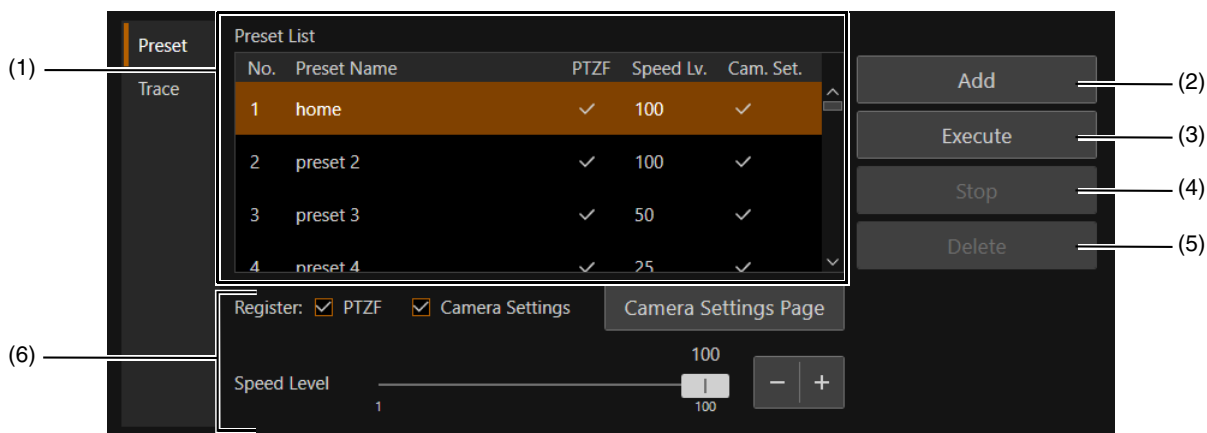 Preset
Trace
Preset List
No. Preset Name PTZF Speed Lv. Cam. Set.
1 home 100
2 preset 2 100
3 preset 3 50
4 preset 4 25
Add
Execute
Stop
Delete
Register: PTZF Camera Settings Camera Settings Page
100
Speed Level − +
1 100
(1)
(2)
(3)
(4)
(5)
(6)